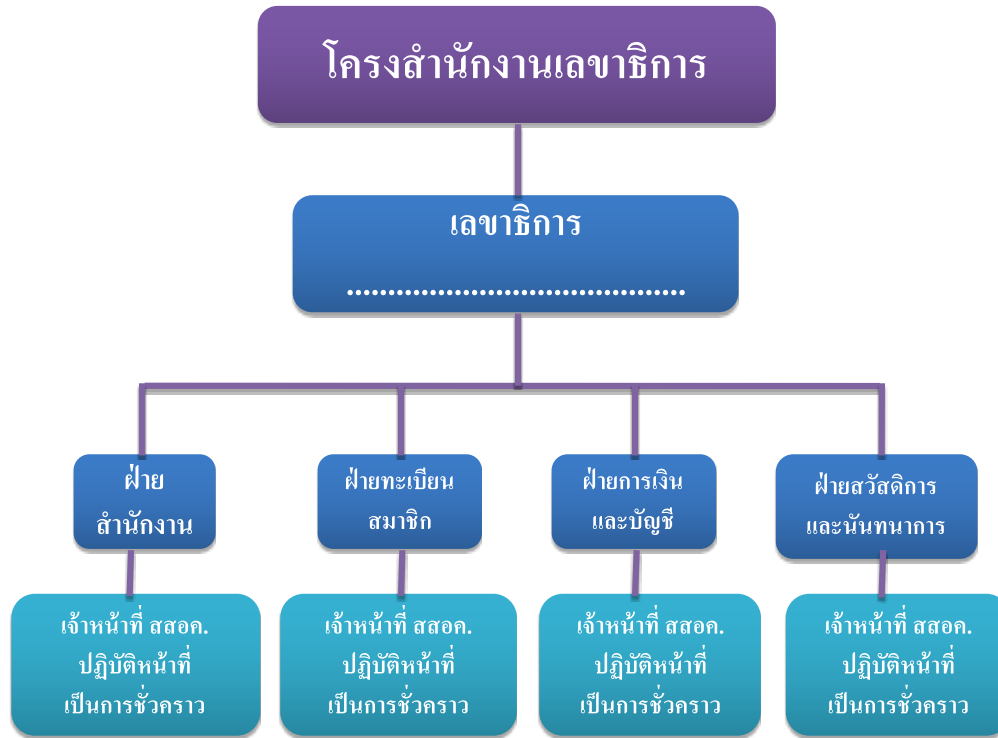 โครงสำนักงานเลขาธิการ
เลขาธิการ
.........................................
ฝ่าย
สำนักงาน
ฝ่ายทะเบียน
สมาชิก
ฝ่ายการเงิน
และบัญชี
ฝ่ายสวัสดิการ
และนันทนาการ
เจ้าหน้าที่ สสอค.
ปฏิบัติหน้าที่
เป็นการชั่วคราว
เจ้าหน้าที่ สสอค.
ปฏิบัติหน้าที่
เป็นการชั่วคราว
เจ้าหน้าที่ สสอค.
ปฏิบัติหน้าที่
เป็นการชั่วคราว
เจ้าหน้าที่ สสอค.
ปฏิบัติหน้าที่
เป็นการชั่วคราว